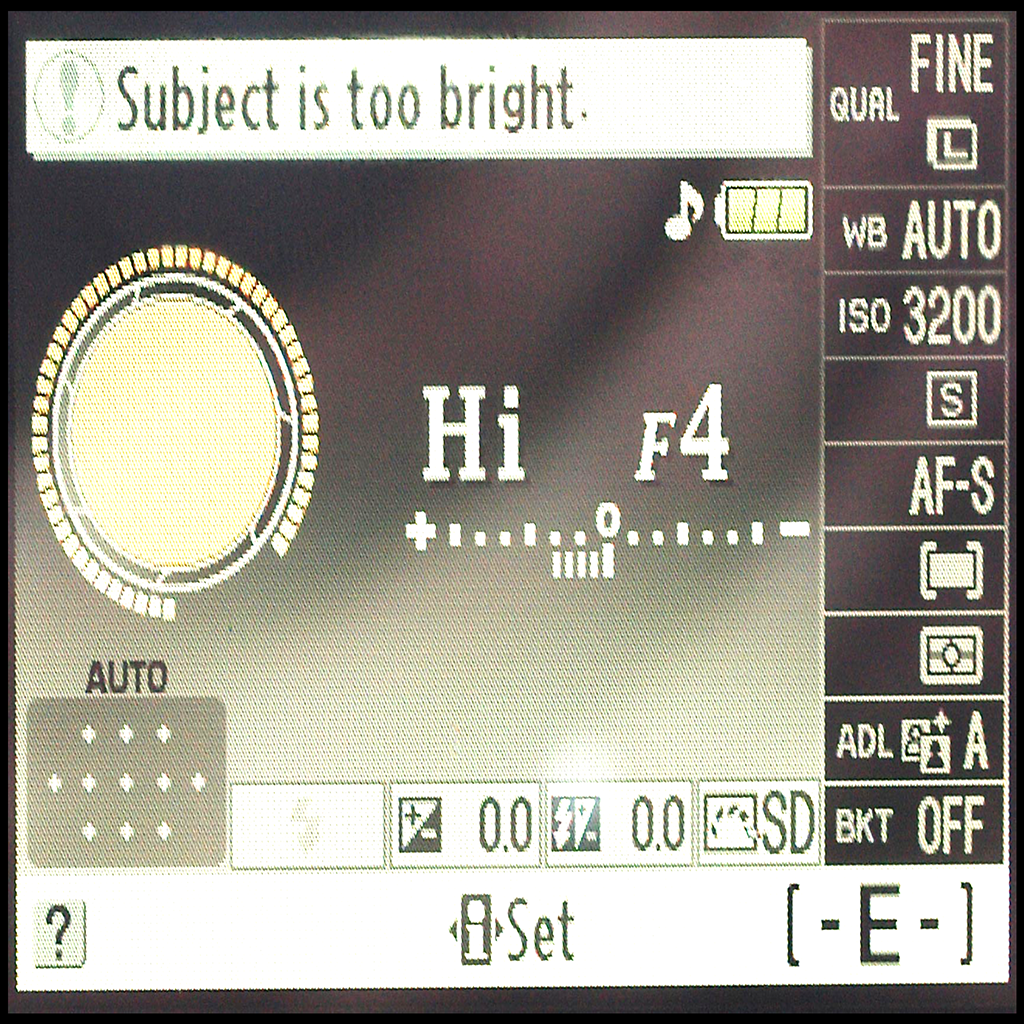 Subject is too bright.
QUAL FINE
L
WB AUTO
ISO 3200
S
Hi F4
AF-S
+ 0 -
AUTO
ADL A
0.0 0.0 SD
BKT OFF
? Set [-E-]